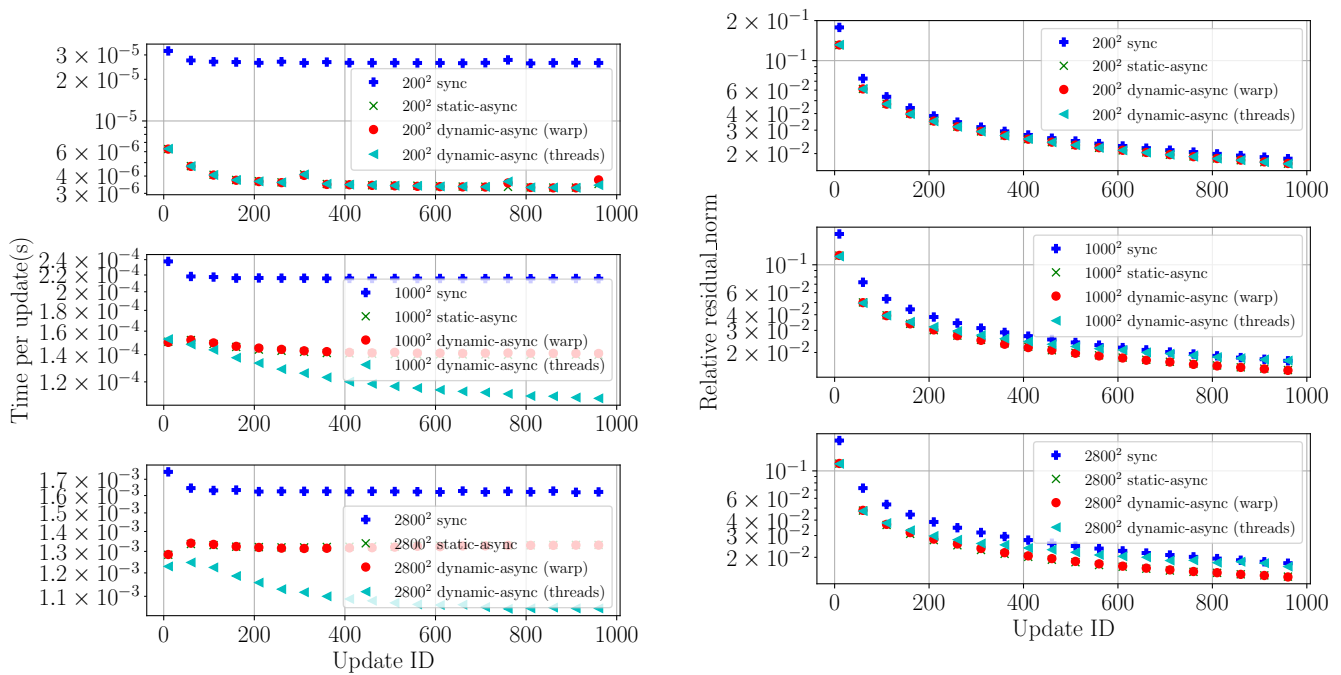 Time per update(s)
3 × 10⁻⁵
2 × 10⁻⁵
10⁻⁵
6 × 10⁻⁶
4 × 10⁻⁶
3 × 10⁻⁶
200² sync
200² static-async
200² dynamic-async (warp)
200² dynamic-async (threads)
0 200 400 600 800 1000
2.4 × 10⁻⁴
2.2 × 10⁻⁴
2 × 10⁻⁴
1.6 × 10⁻⁴
1.4 × 10⁻⁴
1.2 × 10⁻⁴
1000² sync
1000² static-async
1000² dynamic-async (warp)
1000² dynamic-async (threads)
0 200 400 600 800 1000
1.7 × 10⁻³
1.6 × 10⁻³
1.5 × 10⁻³
1.4 × 10⁻³
1.3 × 10⁻³
1.2 × 10⁻³
1.1 × 10⁻³
2800² sync
2800² static-async
2800² dynamic-async (warp)
2800² dynamic-async (threads)
0 200 400 600 800 1000
Update ID
Relative residual_norm
2 × 10⁻¹
10⁻¹
6 × 10⁻²
4 × 10⁻²
3 × 10⁻²
2 × 10⁻²
200² sync
200² static-async
200² dynamic-async (warp)
200² dynamic-async (threads)
0 200 400 600 800 1000
10⁻¹
6 × 10⁻²
4 × 10⁻²
3 × 10⁻²
2 × 10⁻²
1000² sync
1000² static-async
1000² dynamic-async (warp)
1000² dynamic-async (threads)
0 200 400 600 800 1000
10⁻¹
6 × 10⁻²
4 × 10⁻²
3 × 10⁻²
2 × 10⁻²
2800² sync
2800² static-async
2800² dynamic-async (warp)
2800² dynamic-async (threads)
0 200 400 600 800 1000
Update ID